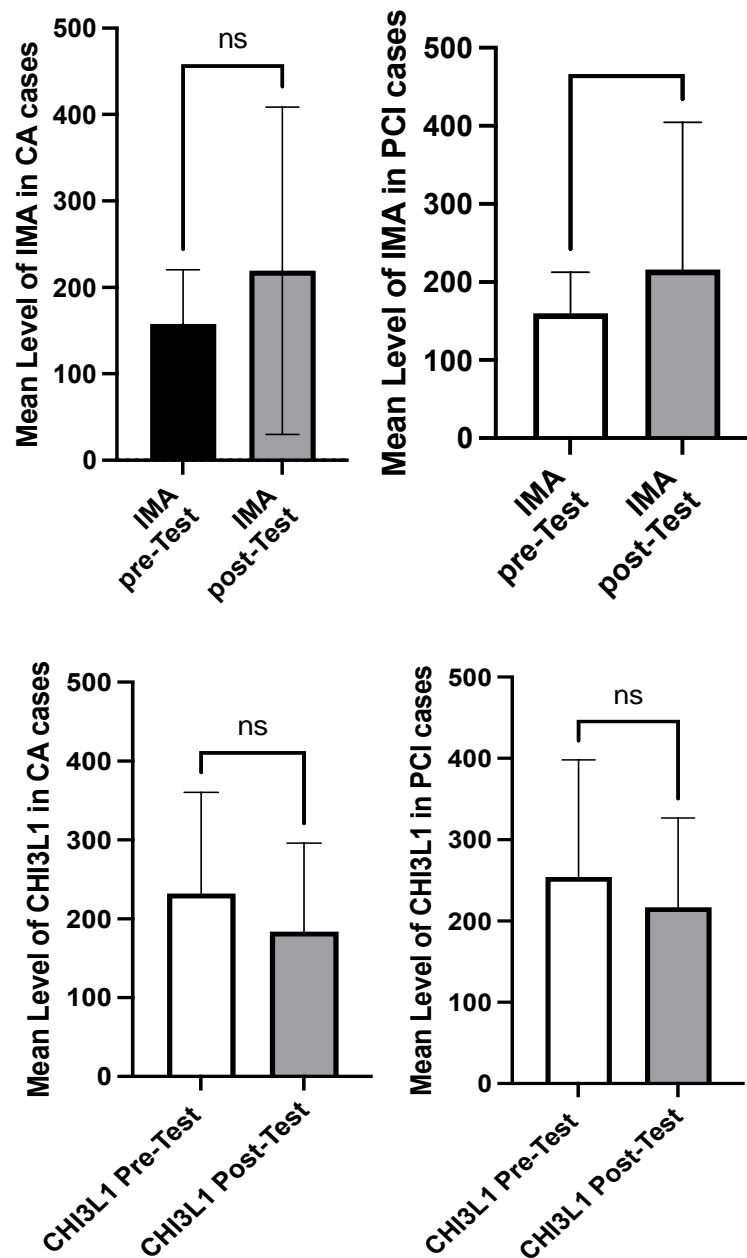 Mean Level of IMA in CA cases
500
400
300
200
100
0
ns
IMA
pre-Test
IMA
post-Test
Mean Level of IMA in PCI cases
500
400
300
200
100
0
IMA
pre-Test
IMA
post-Test
Mean Level of CHI3L1 in CA cases
500
400
300
200
100
0
ns
CHI3L1 Pre-Test
CHI3L1 Post-Test
Mean Level of CHI3L1 in PCI cases
500
400
300
200
100
0
ns
CHI3L1 Pre-Test
CHI3L1 Post-Test